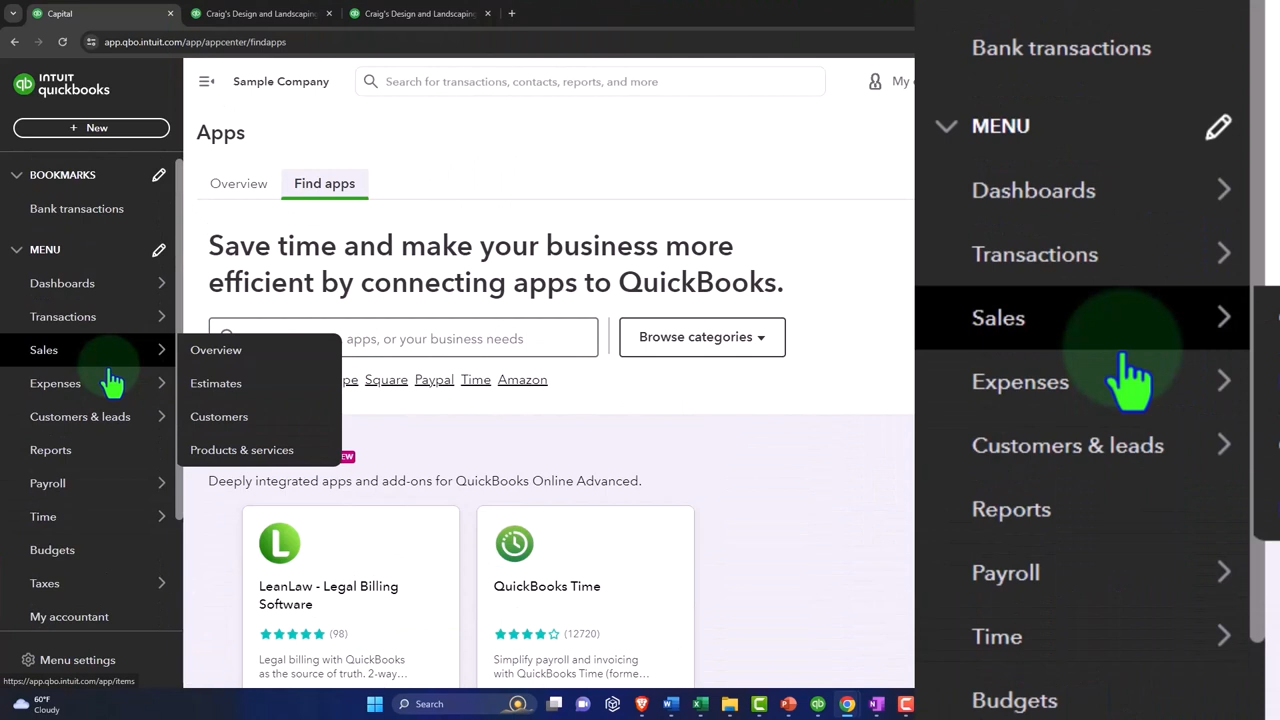 Capital
Craig's Design and Landscaping
Craig's Design and Landscaping
app.qbo.intuit.com/app/appcenter/findapps
qb
INTUIT
quickbooks
Sample Company
Search for transactions, contacts, reports, and more
My
+ New
Apps
BOOKMARKS
Overview
Find apps
Bank transactions
MENU
Save time and make your business more
efficient by connecting apps to QuickBooks.
Dashboards
Transactions
apps, or your business needs
Browse categories
Sales
Overview
Expenses
Estimates
Square
Paypal
Time
Amazon
Customers & leads
Customers
Reports
Products & services
Deeply integrated apps and add-ons for QuickBooks Online Advanced.
Payroll
Time
Budgets
Taxes
My accountant
L
LeanLaw - Legal Billing
Software
(98)
Legal billing with QuickBooks
as the source of truth. 2-way...
QuickBooks Time
(12720)
Simplify payroll and invoicing
with QuickBooks Time (forme...
Menu settings
https://app.qbo.intuit.com/app/items
60°F
Cloudy
Search
Bank transactions
MENU
Dashboards
Transactions
Sales
Expenses
Customers & leads
Reports
Payroll
Time
Budgets